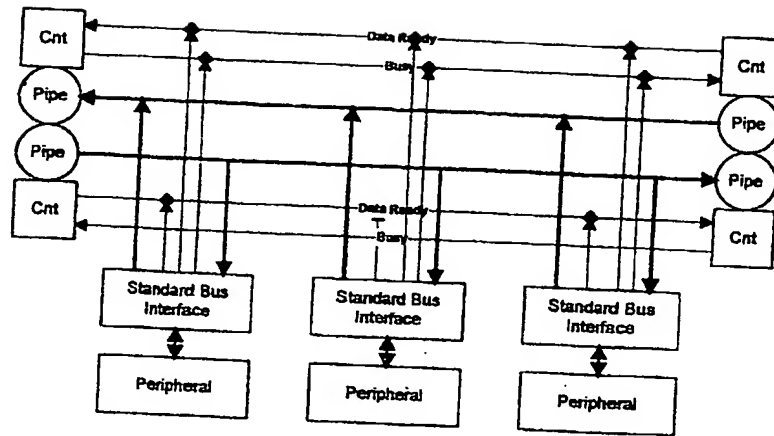 Cnt
Data Ready
Busy
Cnt
Pipe
Pipe
Pipe
Pipe
Cnt
Data Ready
Busy
Cnt
Standard Bus
Interface
Standard Bus
Interface
Standard Bus
Interface
Peripheral
Peripheral
Peripheral